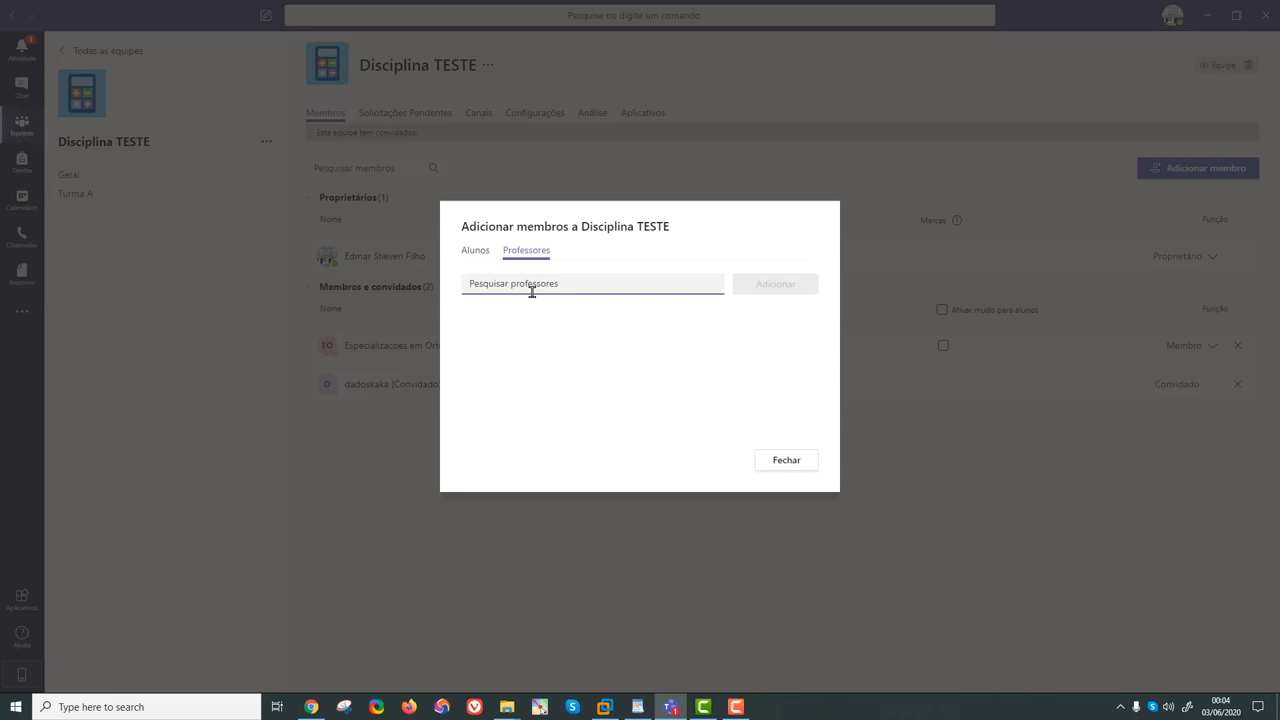 Pesquise ou digite um comando
1
Atividade
Chat
Equipes
Tarefas
Calendário
Chamadas
Arquivos
Aplicativos
Ajuda
Todas as equipes
Disciplina TESTE
Geral
Turma A
Disciplina TESTE
Equipe
Membros Solicitações Pendentes Canais Configurações Análise Aplicativos
Esta equipe tem convidados.
Pesquisar membros
Adicionar membro
Proprietários (1)
Nome Marcas Função
Edmar Stieven Filho Proprietário
Membros e convidados (2)
Nome Ativar mudo para alunos Função
EO Especializacoes em Ort Membro
D dadoskaka (Convidado) Convidado
Adicionar membros a Disciplina TESTE
Alunos Professores
Pesquisar professores Adicionar
Fechar
Type here to search
00:04
03/06/2020